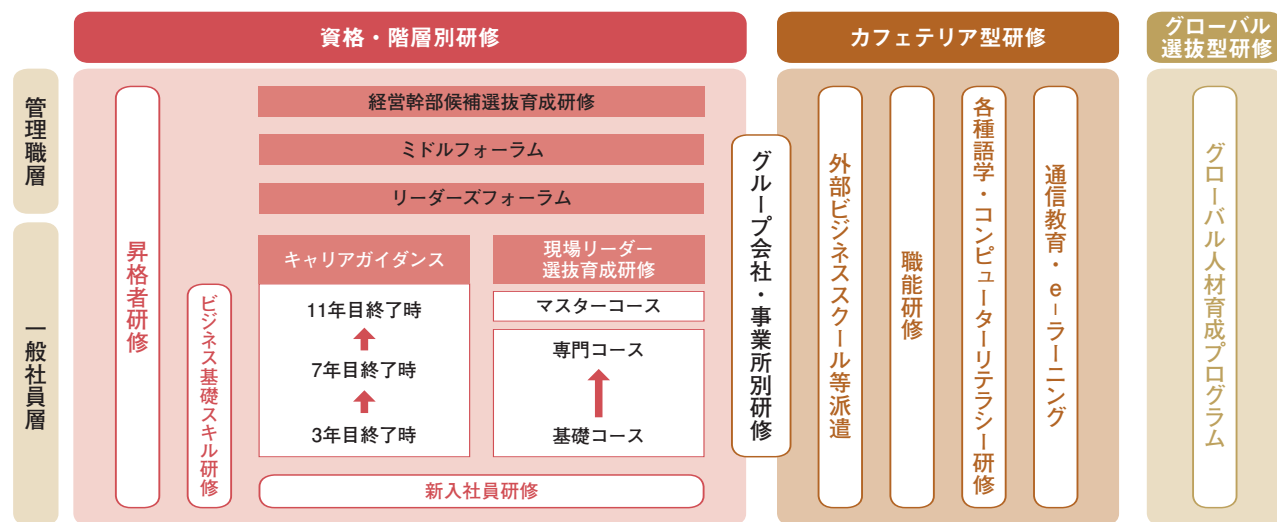 資格・階層別研修
カフェテリア型研修
グローバル
選抜型研修
管理職層
一般社員層
昇格者研修
ビジネス基礎スキル研修
経営幹部候補選抜育成研修
ミドルフォーラム
リーダーズフォーラム
キャリアガイダンス
11年目終了時
7年目終了時
3年目終了時
現場リーダー
選抜育成研修
マスターコース
専門コース
基礎コース
新入社員研修
グループ会社・事業所別研修
外部ビジネススクール等派遣
職能研修
各種語学・コンピューターリテラシー研修
通信教育・e-ラーニング
グローバル人材育成プログラム